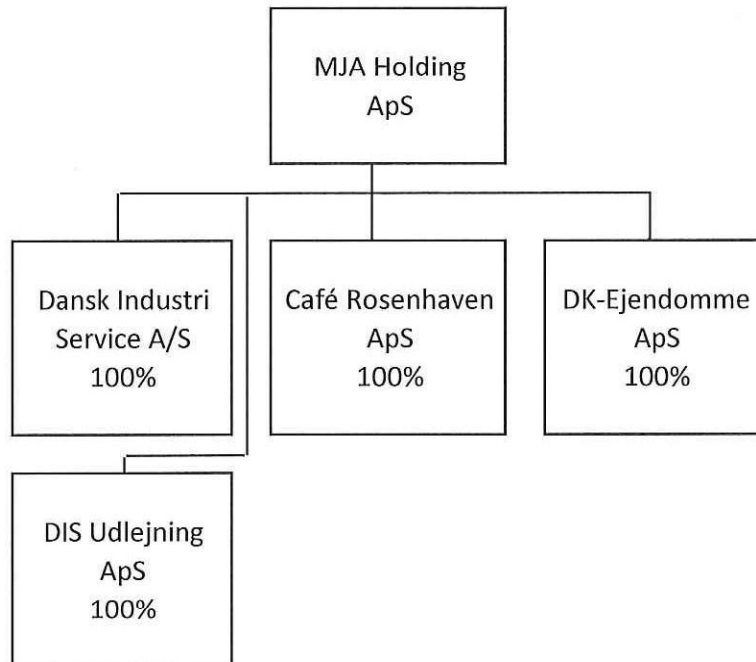 MJA Holding
ApS
Dansk Industri
Service A/S
100%
Café Rosenhaven
ApS
100%
DK-Ejendomme
ApS
100%
DIS Udlejning
ApS
100%